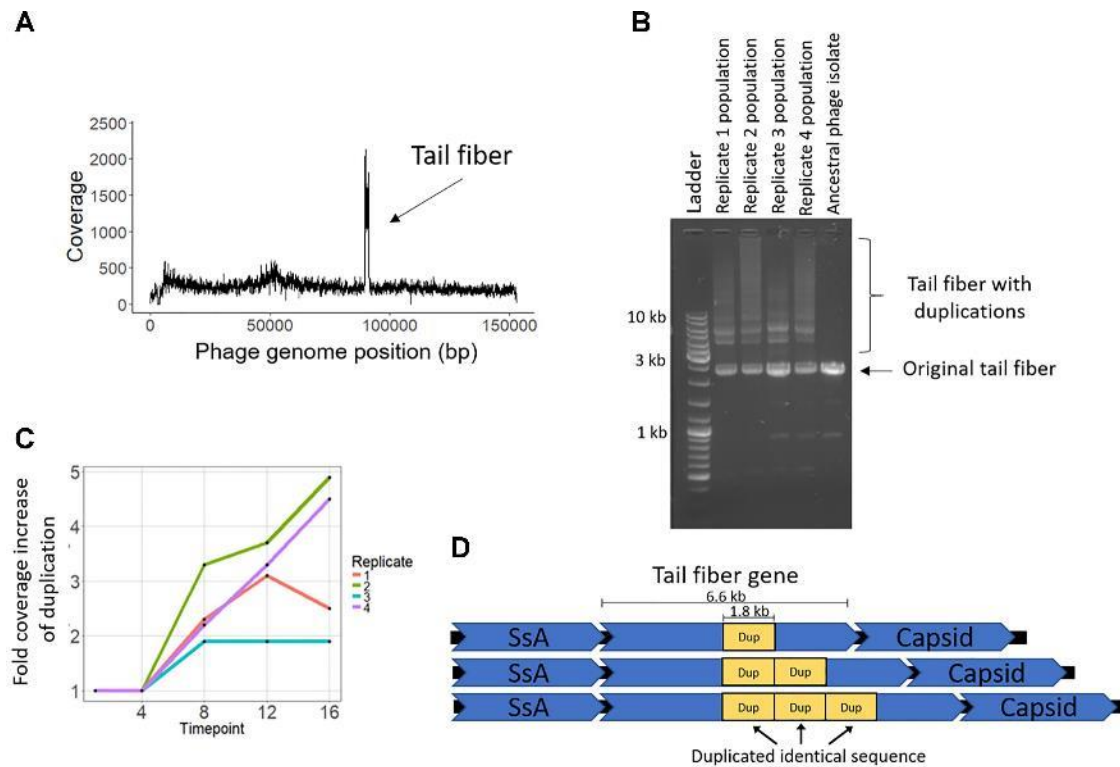 A
2500
2000
1500
1000
500
0
Coverage
Tail fiber
0
50000
100000
150000
Phage genome position (bp)
B
Ladder
Replicate 1 population
Replicate 2 population
Replicate 3 population
Replicate 4 population
Ancestral phage isolate
10 kb
3 kb
1 kb
Tail fiber with
duplications
Original tail fiber
C
5
4
3
2
1
Fold coverage increase
of duplication
4
8
12
16
Timepoint
Replicate
1
2
3
4
D
Tail fiber gene
6.6 kb
1.8 kb
SsA
Dup
Capsid
SsA
Dup
Dup
Capsid
SsA
Dup
Dup
Dup
Capsid
Duplicated identical sequence